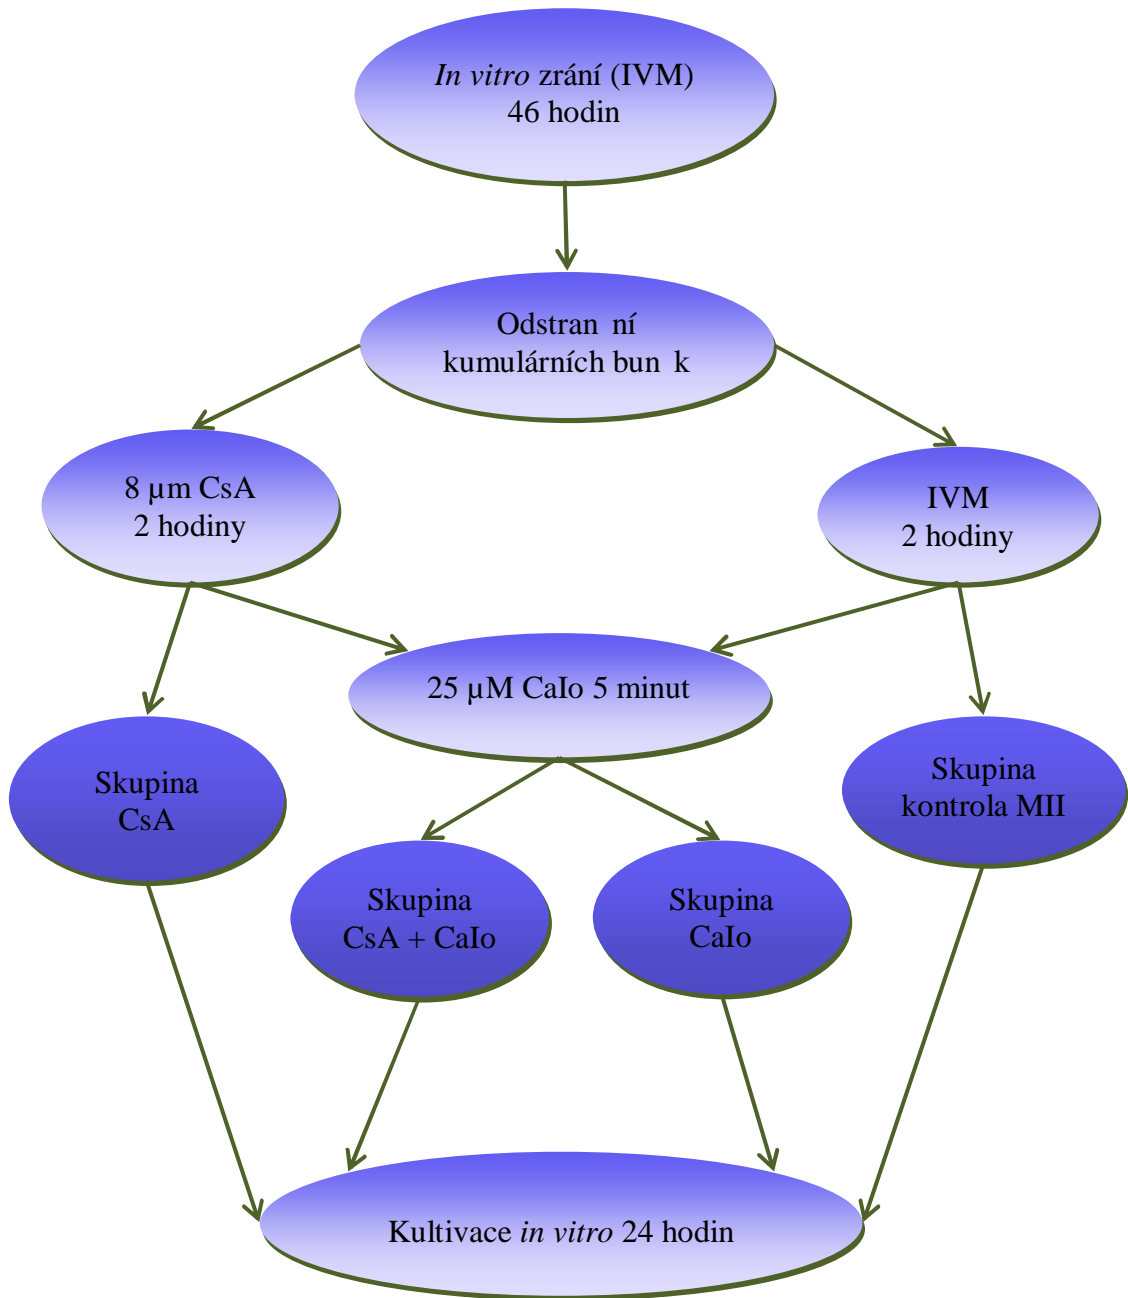 In vitro zrání (IVM)
46 hodin
Odstran ní
kumulárních bun k
8 µm CsA
2 hodiny
IVM
2 hodiny
25 µM CaIo 5 minut
Skupina
CsA
Skupina
kontrola MII
Skupina
CsA + CaIo
Skupina
CaIo
Kultivace in vitro 24 hodin